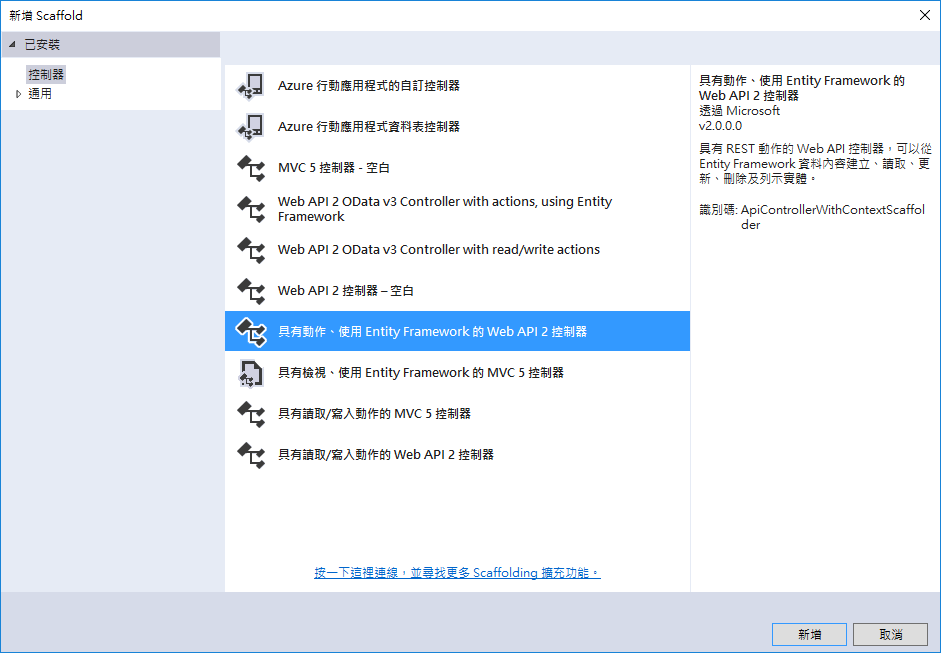 新增 Scaffold
已安裝
控制器
通用
Azure 行動應用程式的自訂控制器
Azure 行動應用程式資料表控制器
MVC 5 控制器 - 空白
Web API 2 OData v3 Controller with actions, using Entity
Framework
Web API 2 OData v3 Controller with read/write actions
Web API 2 控制器 – 空白
具有動作、使用 Entity Framework 的 Web API 2 控制器
具有檢視、使用 Entity Framework 的 MVC 5 控制器
具有讀取/寫入動作的 MVC 5 控制器
具有讀取/寫入動作的 Web API 2 控制器
按一下這裡連線，並尋找更多 Scaffolding 擴充功能。
具有動作、使用 Entity Framework 的
Web API 2 控制器
透過 Microsoft
v2.0.0.0
具有 REST 動作的 Web API 控制器，可以從
Entity Framework 資料內容建立、讀取、更
新、刪除及列示實體。
識別碼: ApiControllerWithContextScaffol
der
新增
取消